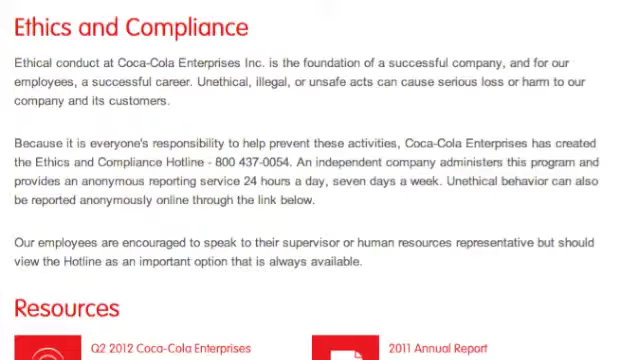 Ethics and Compliance
Ethical conduct at Coca-Cola Enterprises Inc. is the foundation of a successful company, and for our
employees, a successful career. Unethical, illegal, or unsafe acts can cause serious loss or harm to our
company and its customers.
Because it is everyone's responsibility to help prevent these activities, Coca-Cola Enterprises has created
the Ethics and Compliance Hotline - 800 437-0054. An independent company administers this program and
provides an anonymous reporting service 24 hours a day, seven days a week. Unethical behavior can also
be reported anonymously online through the link below.
Our employees are encouraged to speak to their supervisor or human resources representative but should
view the Hotline as an important option that is always available.
Resources
Q2 2012 Coca-Cola Enterprises
2011 Annual Report